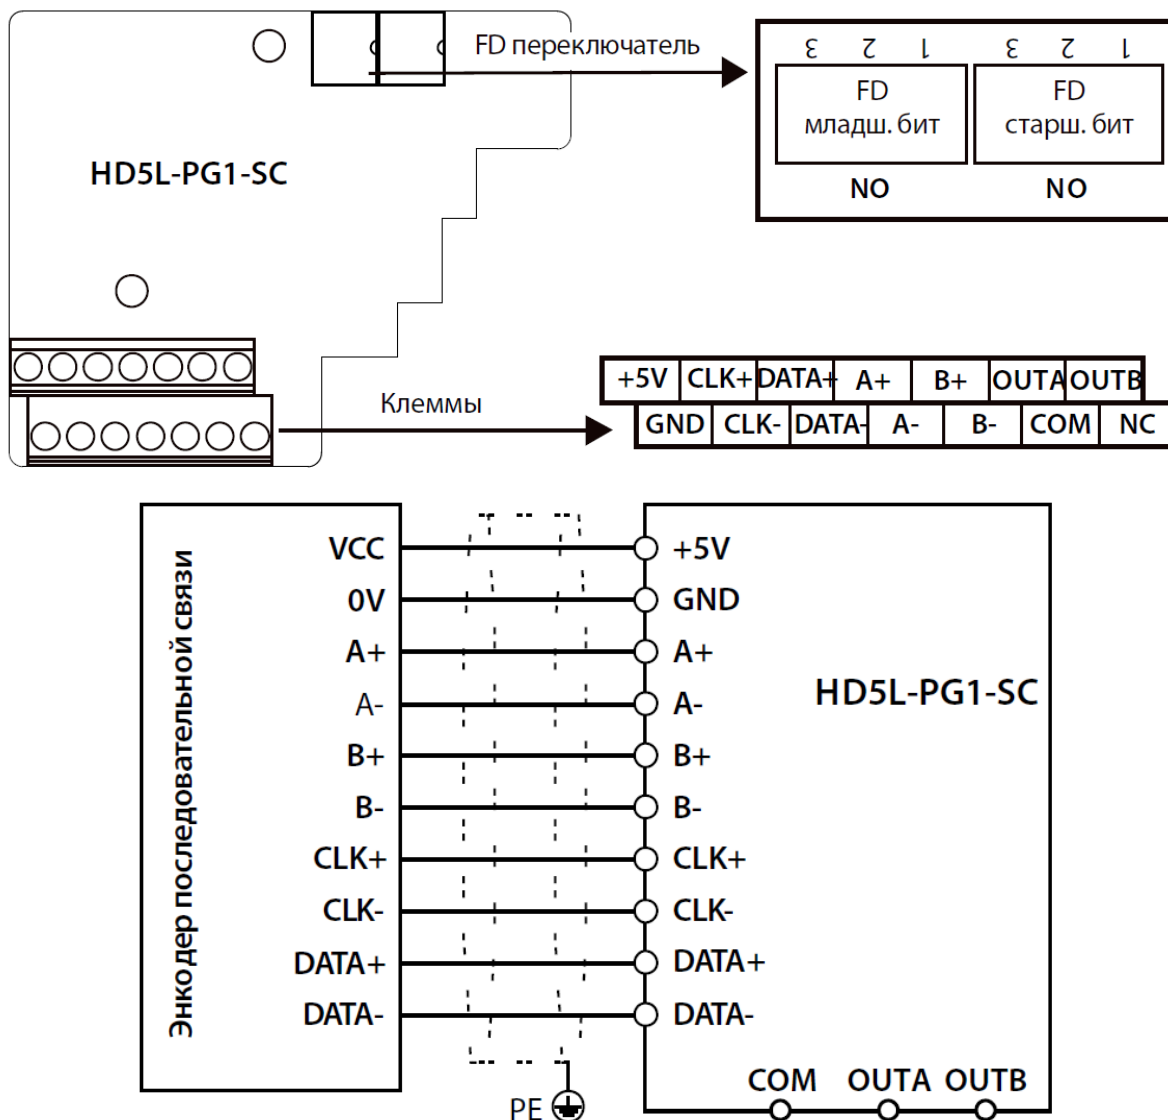 FD переключатель
3 2 1 3 2 1
FD
младш. бит
FD
старш. бит
NO NO
HD5L-PG1-SC
Клеммы
+5V CLK+ DATA+ A+ B+ OUTA OUTB
GND CLK- DATA- A- B- COM NC
Энкодер последовательной связи
VCC +5V
0V GND
A+ A+
A- A-
B+ B+
B- B-
CLK+ CLK+
CLK- CLK-
DATA+ DATA+
DATA- DATA-
HD5L-PG1-SC
COM OUTA OUTB
PE